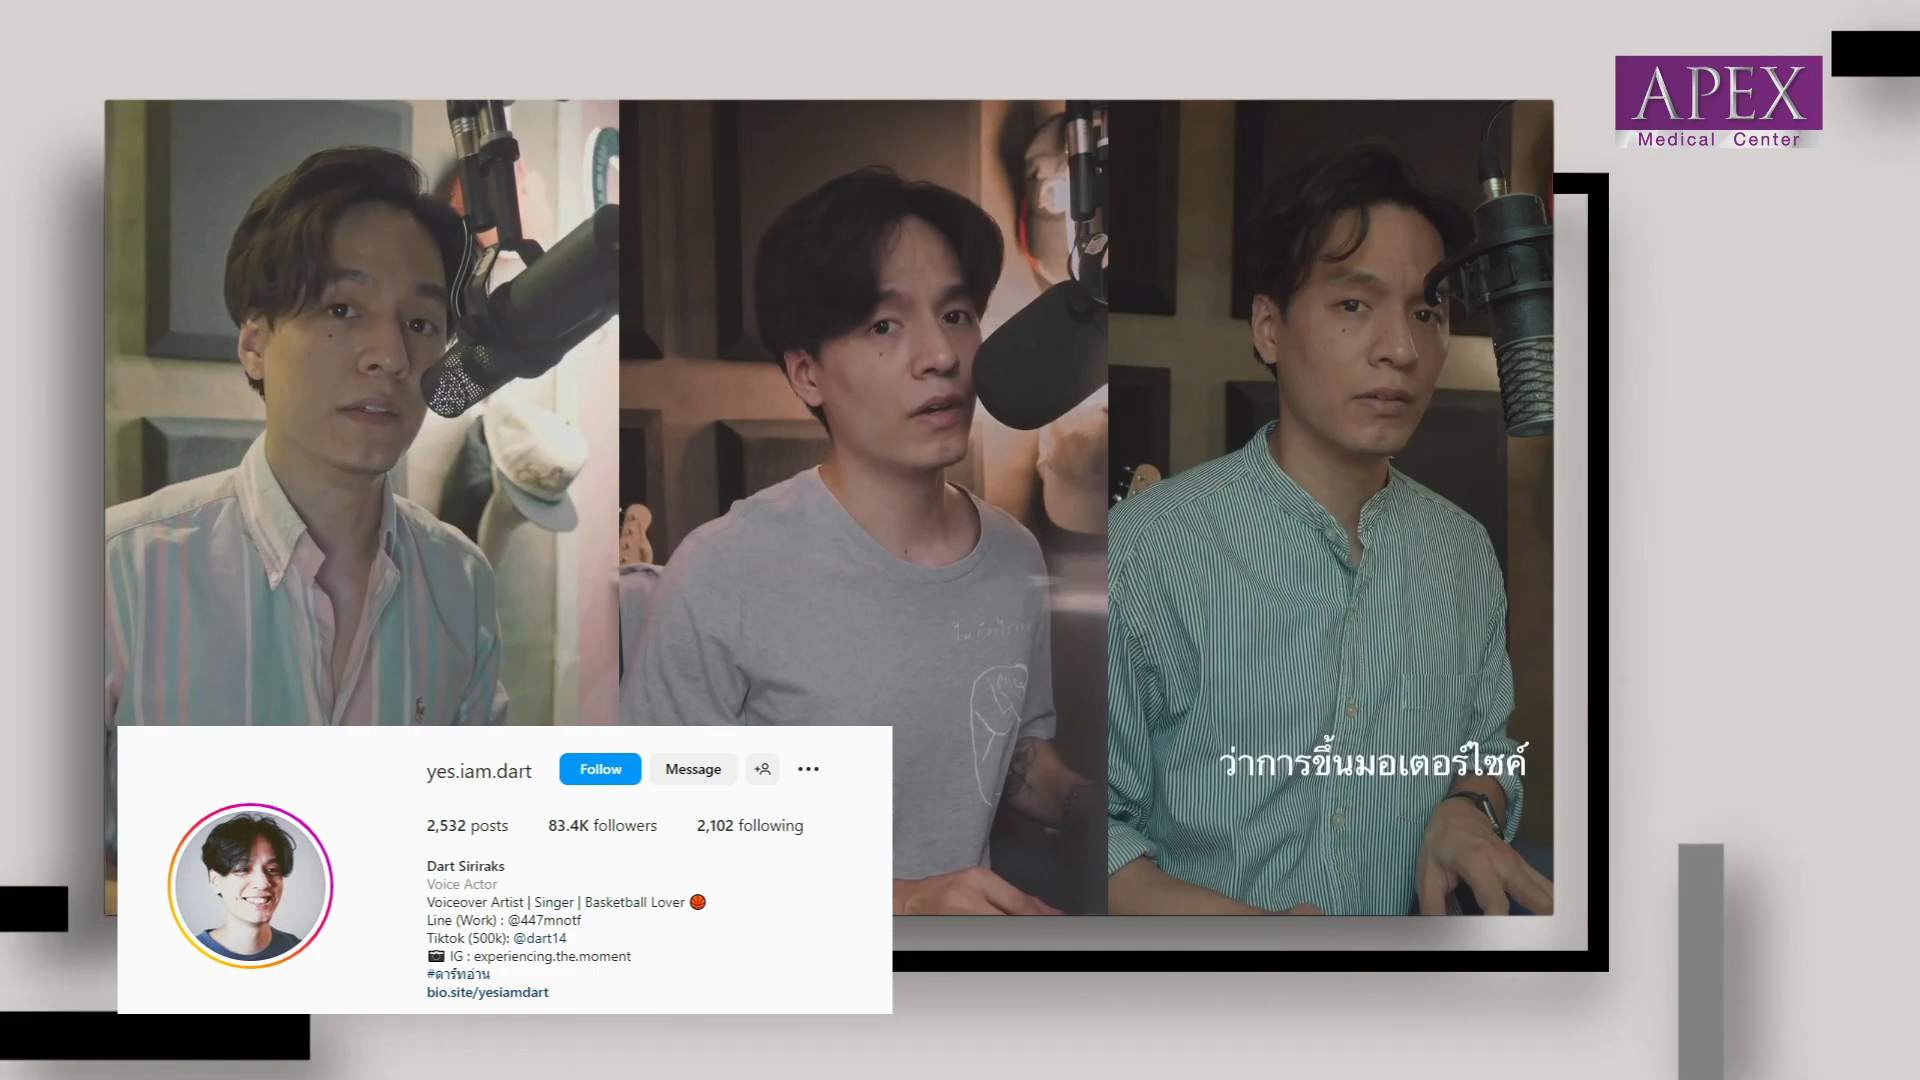 APEX
Medical Center
ว่าการขึ้นมอเตอร์ไซค์
yes.iam.dart
Follow
Message
2,532 posts
83.4K followers
2,102 following
Dart Siriraks
Voice Actor
Voiceover Artist | Singer | Basketball Lover 🏀
Line (Work) : @447mnotf
Tiktok (500k): @dart14
📷 IG : experiencing.the.moment
#ดาร์ทอ่าน
bio.site/yesiamdart